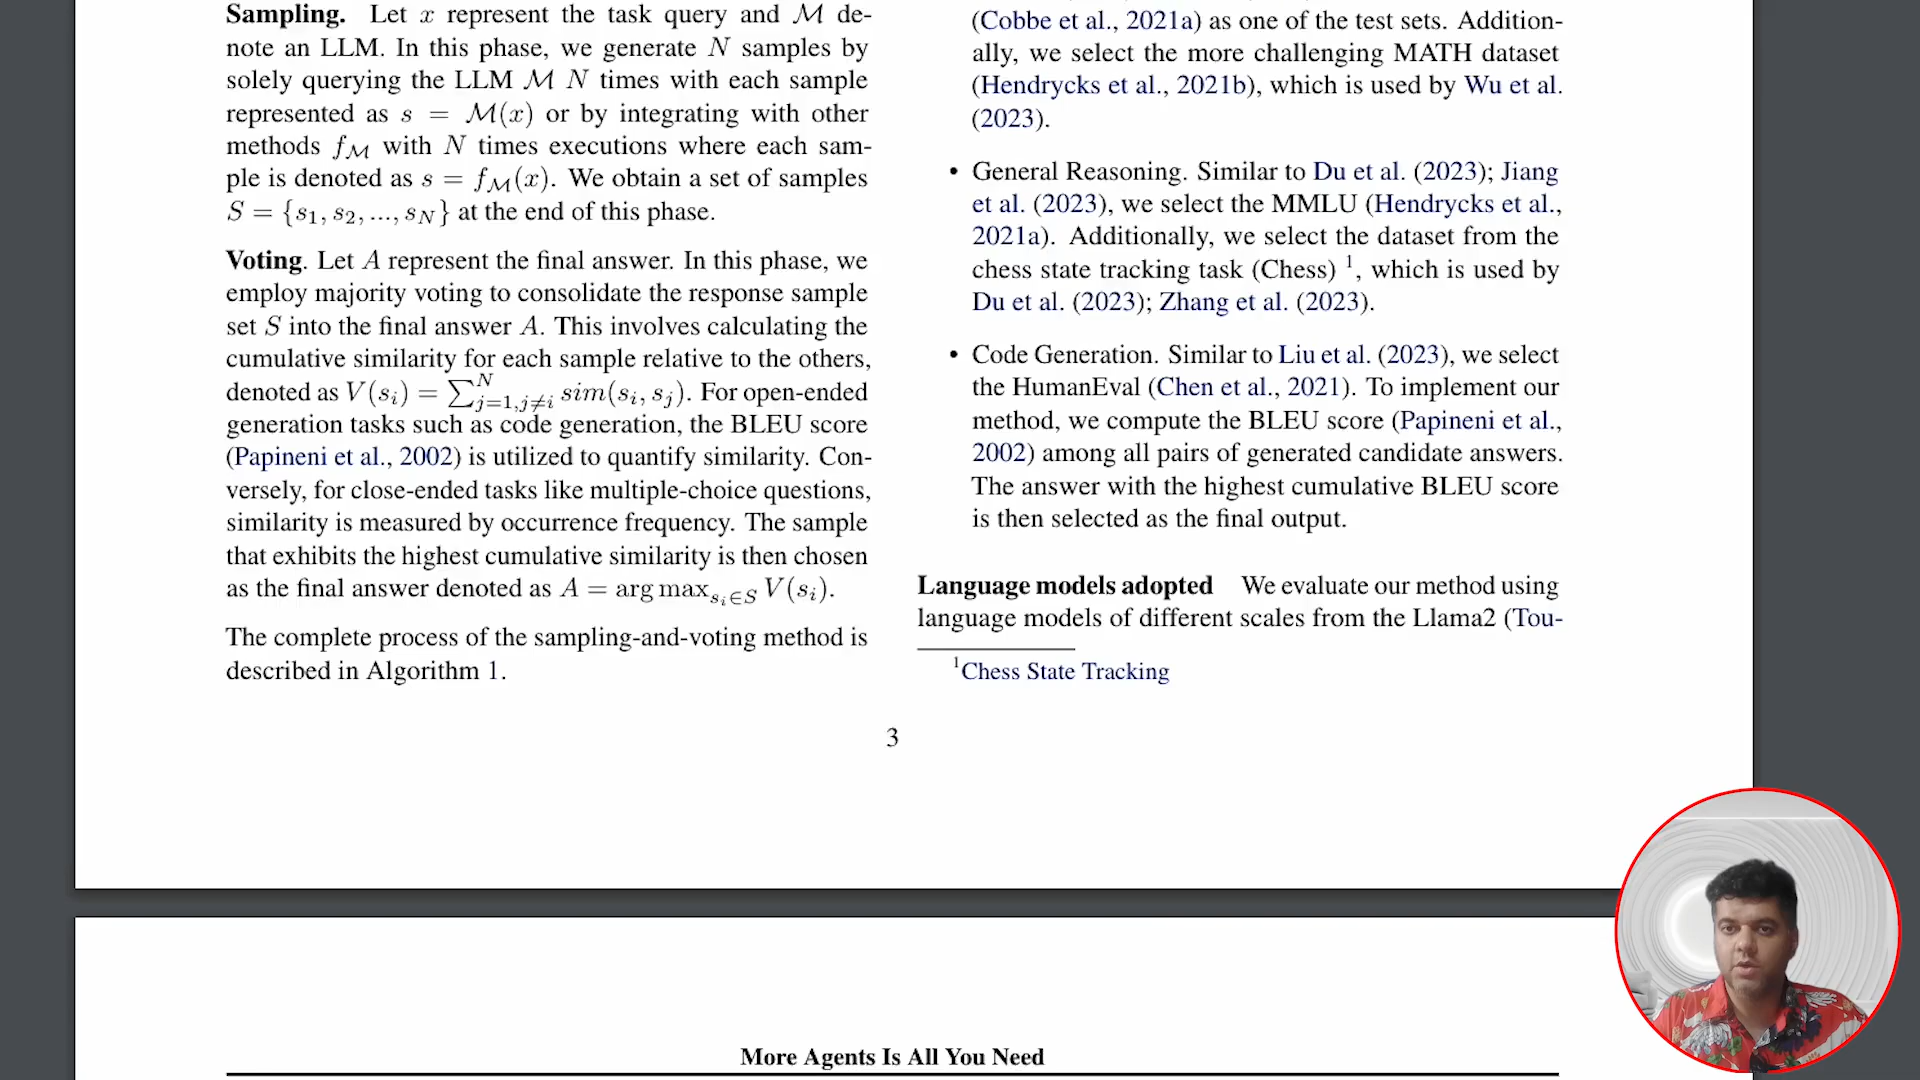 Sampling. Let x represent the task query and M de-
note an LLM. In this phase, we generate N samples by
solely querying the LLM M N times with each sample
represented as s = M(x) or by integrating with other
methods f_M with N times executions where each sam-
ple is denoted as s = f_M(x). We obtain a set of samples
S = {s_1, s_2, ..., s_N} at the end of this phase.
Voting. Let A represent the final answer. In this phase, we
employ majority voting to consolidate the response sample
set S into the final answer A. This involves calculating the
cumulative similarity for each sample relative to the others,
denoted as V(s_i) = ∑_{j=1,j≠i}^N sim(s_i, s_j). For open-ended
generation tasks such as code generation, the BLEU score
(Papineni et al., 2002) is utilized to quantify similarity. Con-
versely, for close-ended tasks like multiple-choice questions,
similarity is measured by occurrence frequency. The sample
that exhibits the highest cumulative similarity is then chosen
as the final answer denoted as A = arg max_{s_i∈S} V(s_i).
The complete process of the sampling-and-voting method is
described in Algorithm 1.
(Cobbe et al., 2021a) as one of the test sets. Addition-
ally, we select the more challenging MATH dataset
(Hendrycks et al., 2021b), which is used by Wu et al.
(2023).
• General Reasoning. Similar to Du et al. (2023); Jiang
et al. (2023), we select the MMLU (Hendrycks et al.,
2021a). Additionally, we select the dataset from the
chess state tracking task (Chess) 1, which is used by
Du et al. (2023); Zhang et al. (2023).
• Code Generation. Similar to Liu et al. (2023), we select
the HumanEval (Chen et al., 2021). To implement our
method, we compute the BLEU score (Papineni et al.,
2002) among all pairs of generated candidate answers.
The answer with the highest cumulative BLEU score
is then selected as the final output.
Language models adopted We evaluate our method using
language models of different scales from the Llama2 (Tou-
1Chess State Tracking
3
More Agents Is All You Need